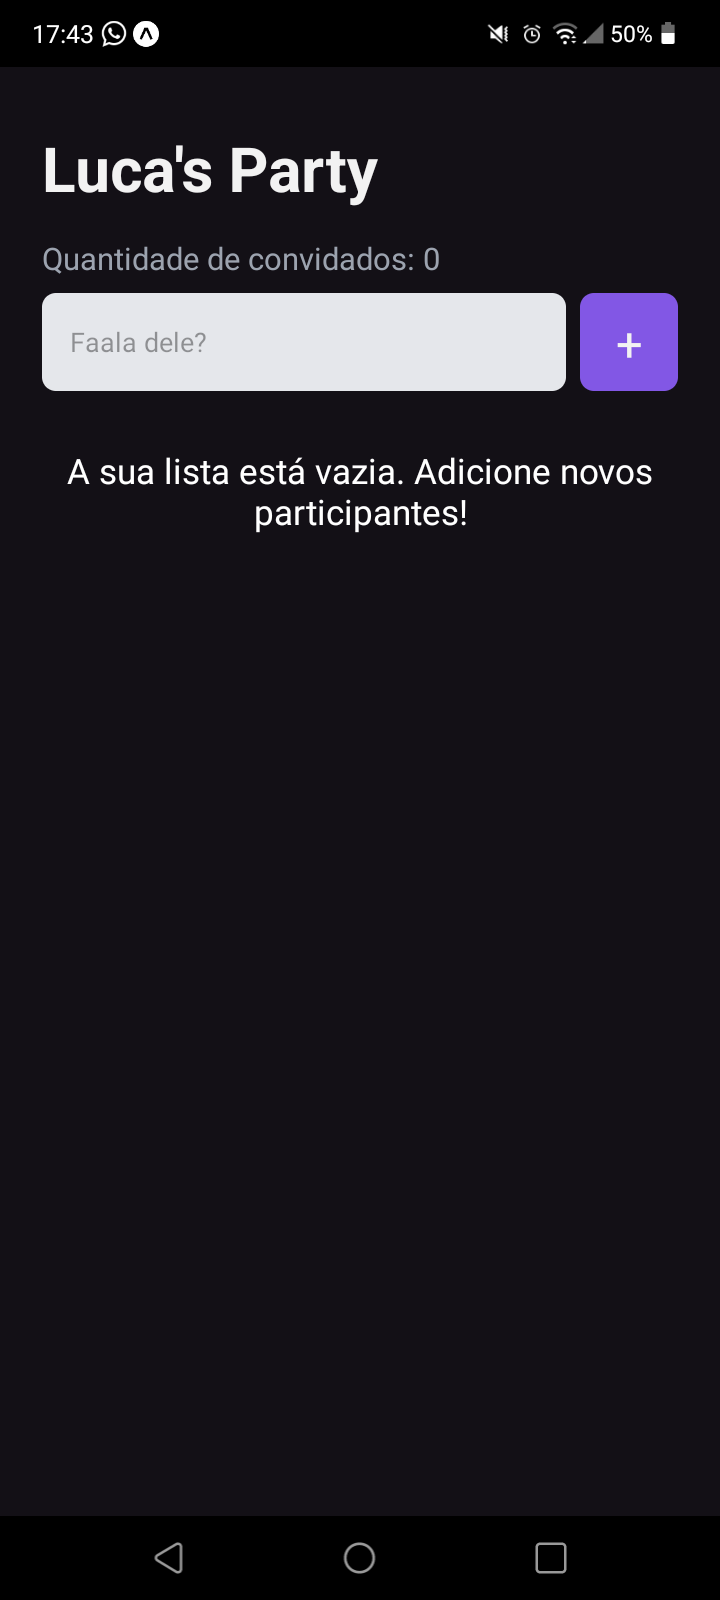 17:43 50%
Luca's Party
Quantidade de convidados: 0
Faala dele? +
A sua lista está vazia. Adicione novos
participantes!